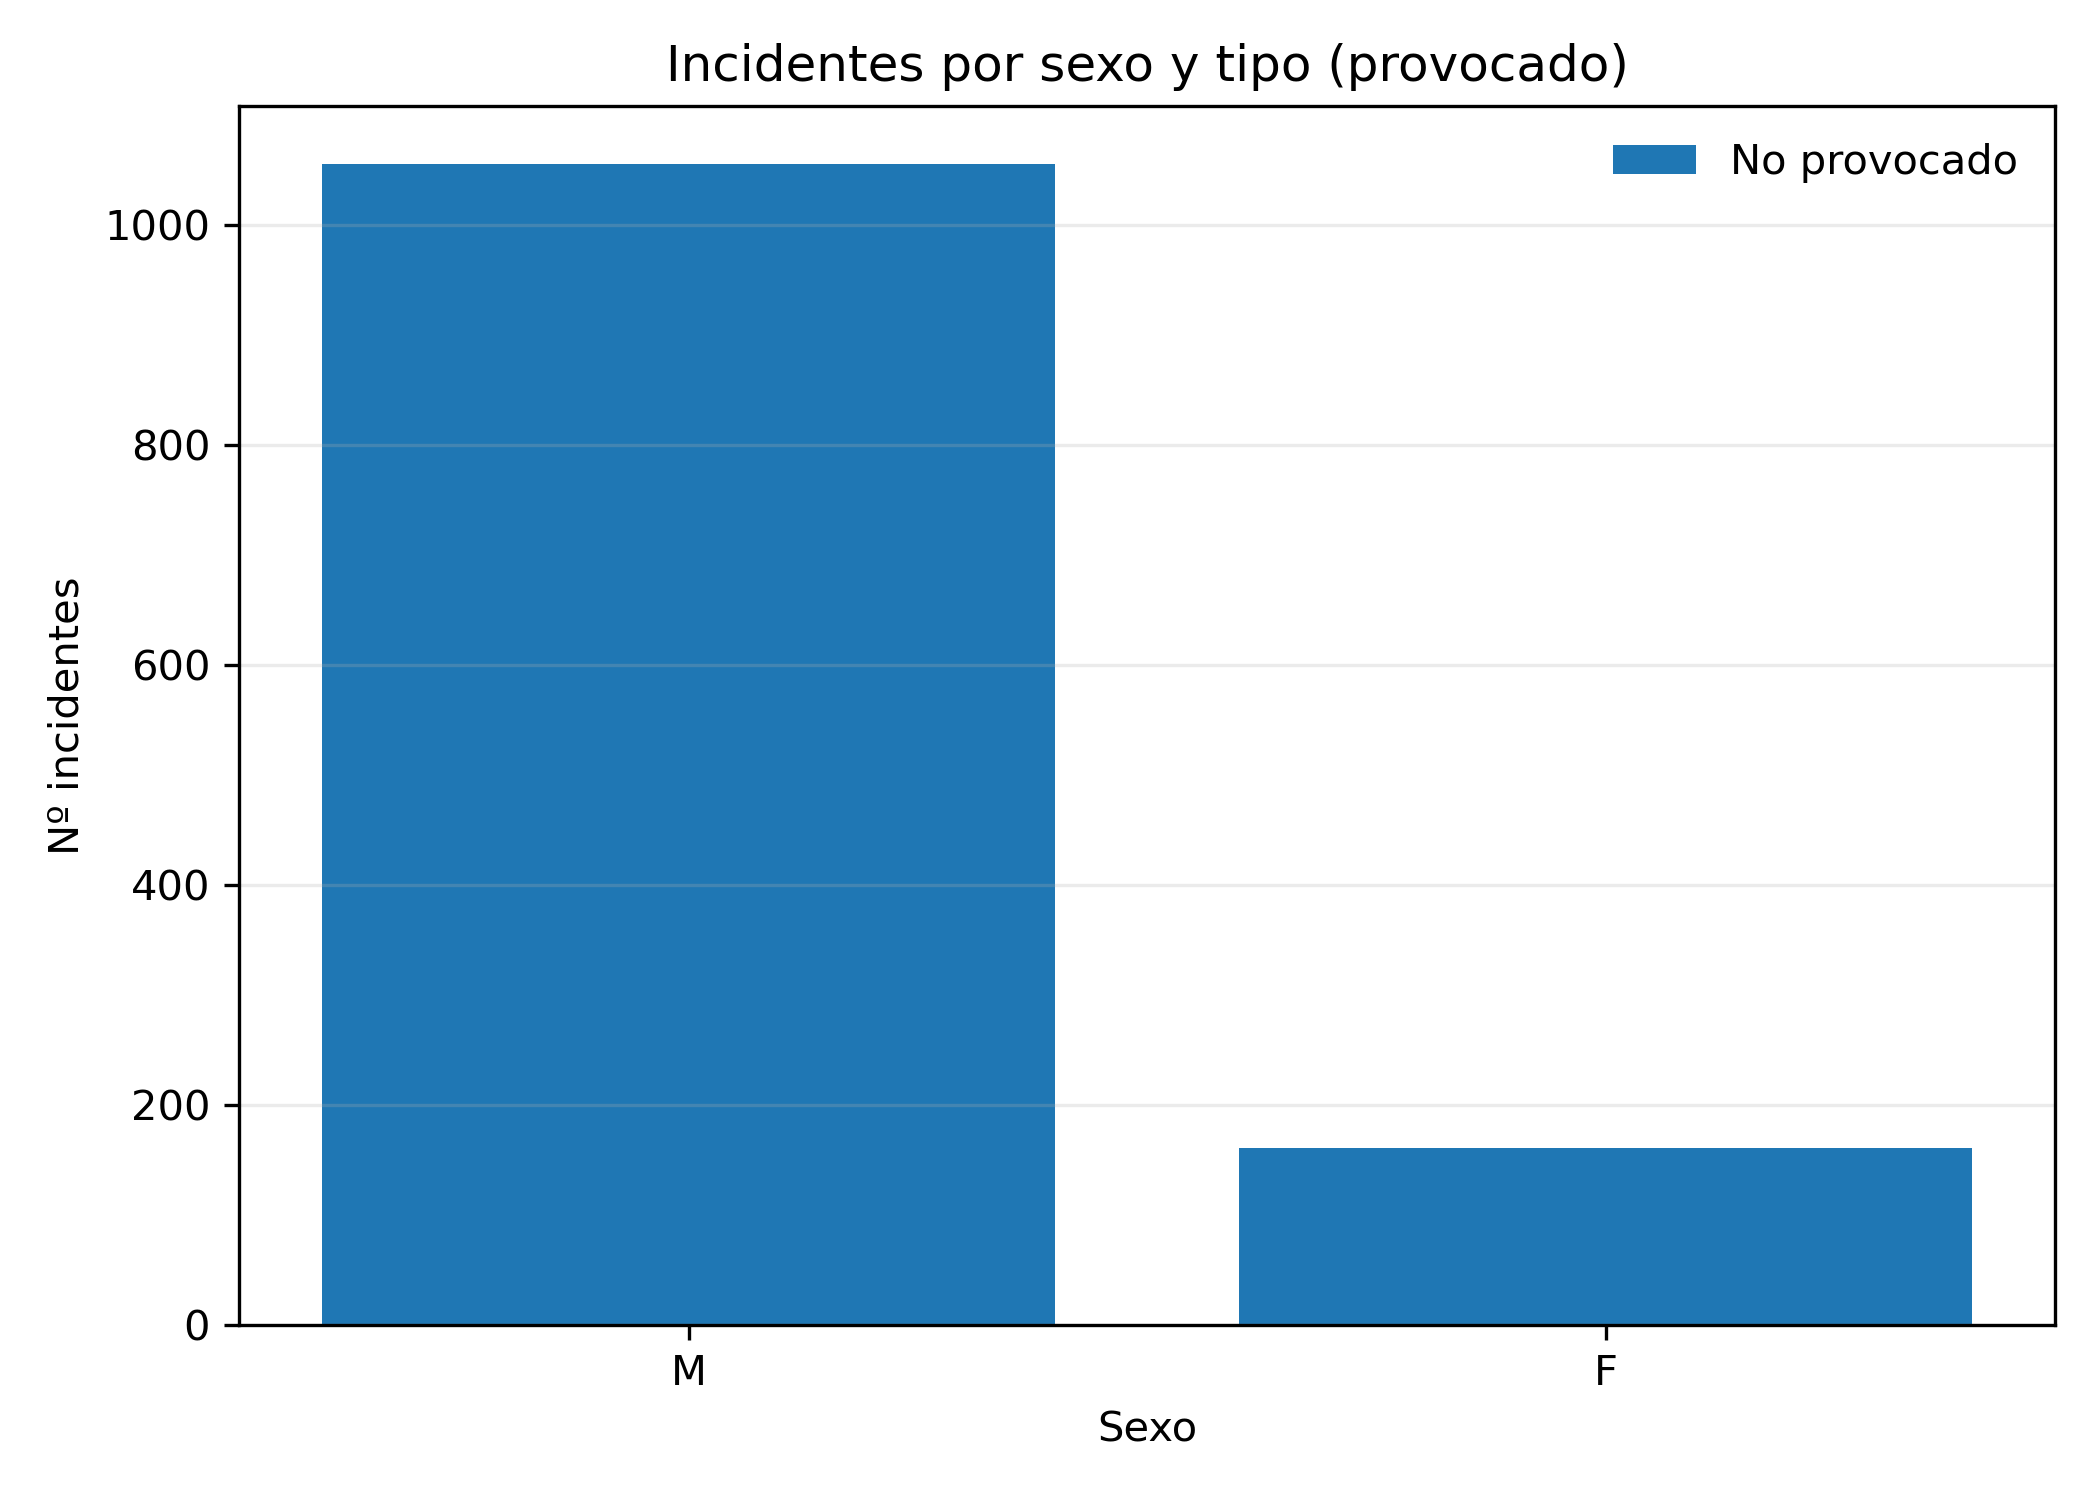 Incidentes por sexo y tipo (provocado)
No provocado
1000
800
600
400
200
0
Nº incidentes
M
F
Sexo